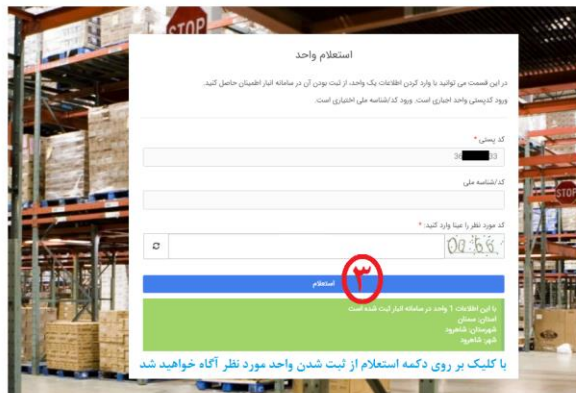 STOP
استعلام واحد
در این قسمت می توانید با وارد کردن اطلاعات یک واحد، از ثبت بودن آن در سامانه انبار اطمینان حاصل کنید.
ورود کدپستی واحد اجباری است. ورود کد/شناسه ملی اختیاری است.
کد پستی *
36 33
کد/شناسه ملی
کد مورد نظر را عینا وارد کنید: *
STOP
استعلام
۳
با این اطلاعات 1 واحد در سامانه انبار ثبت شده است
استان: سمنان
شهرستان: شاهرود
شهر: شاهرود
با کلیک بر روی دکمه استعلام از ثبت شدن واحد مورد نظر آگاه خواهید شد